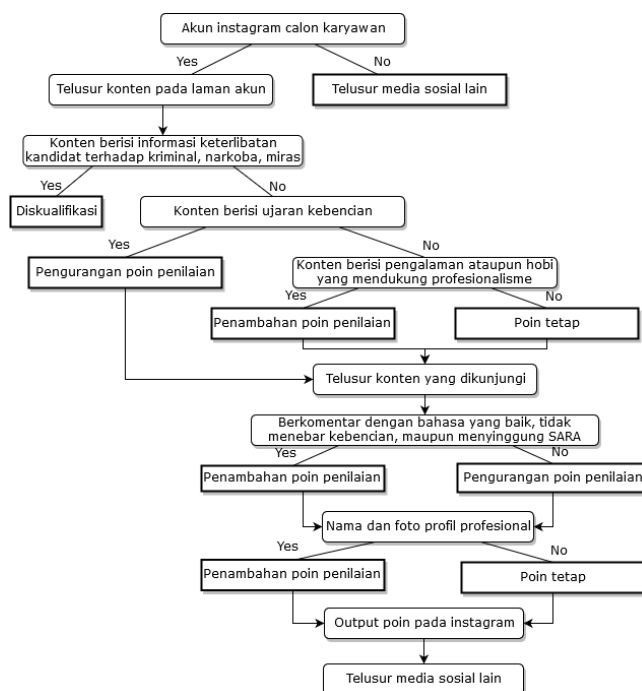 Akun instagram calon karyawan
Yes
No
Telusur konten pada laman akun
Telusur media sosial lain
Konten berisi informasi keterlibatan
kandidat terhadap kriminal, narkoba, miras
Yes
No
Diskualifikasi
Konten berisi ujaran kebencian
Yes
No
Pengurangan poin penilaian
Konten berisi pengalaman ataupun hobi
yang mendukung profesionalisme
Yes
No
Penambahan poin penilaian
Poin tetap
Telusur konten yang dikunjungi
Berkomentar dengan bahasa yang baik, tidak
menebar kebencian, maupun menyinggung SARA
Yes
No
Penambahan poin penilaian
Pengurangan poin penilaian
Nama dan foto profil profesional
Yes
No
Penambahan poin penilaian
Poin tetap
Output poin pada instagram
Telusur media sosial lain